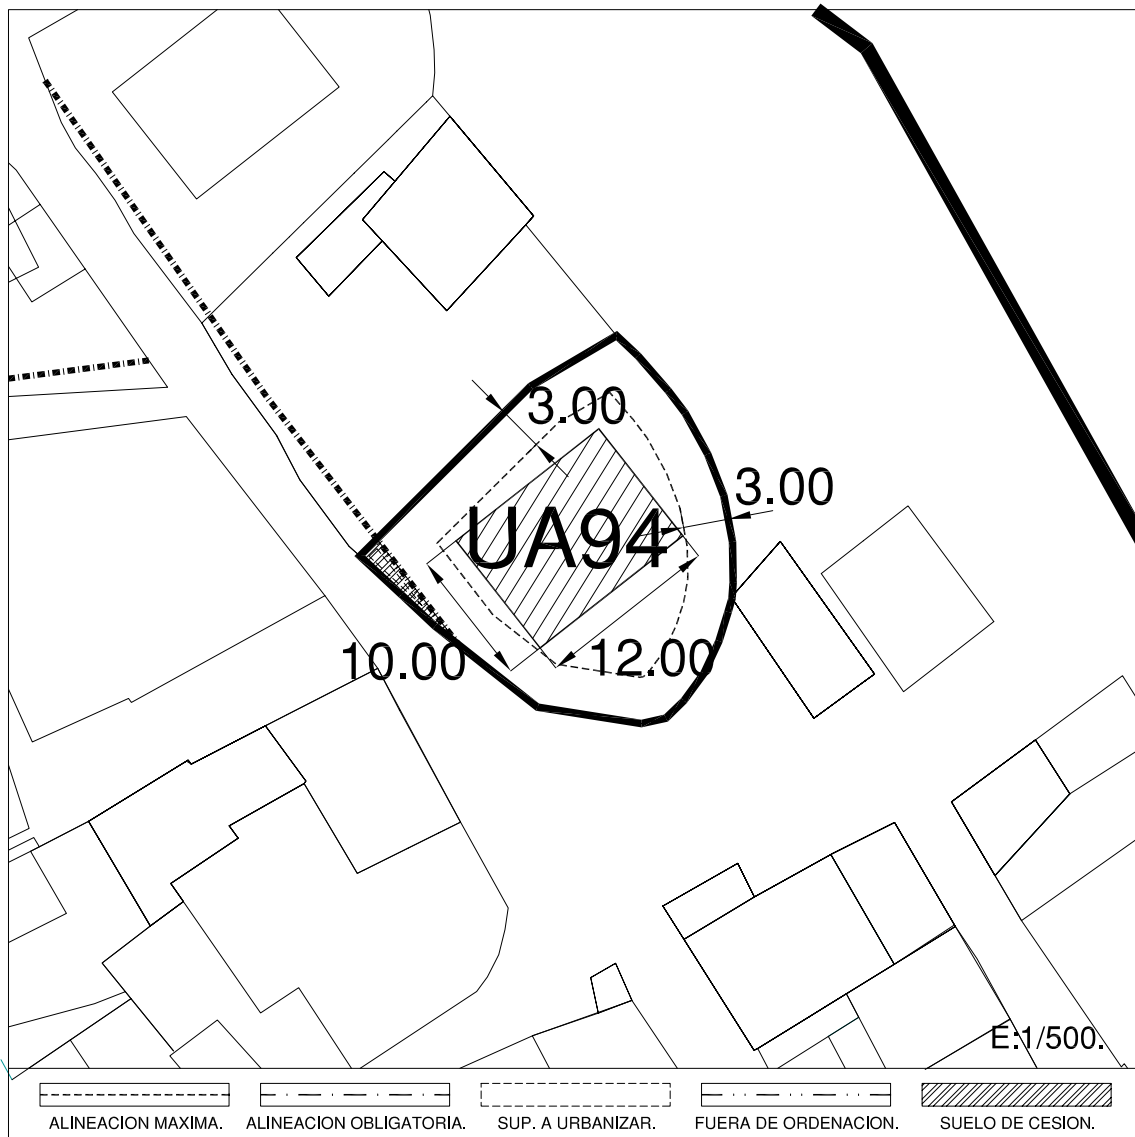 3.00
3.00
UA94
10.00
12.00
E:1/500.
ALINEACION MAXIMA.
ALINEACION OBLIGATORIA.
SUP. A URBANIZAR.
FUERA DE ORDENACION.
SUELO DE CESION.